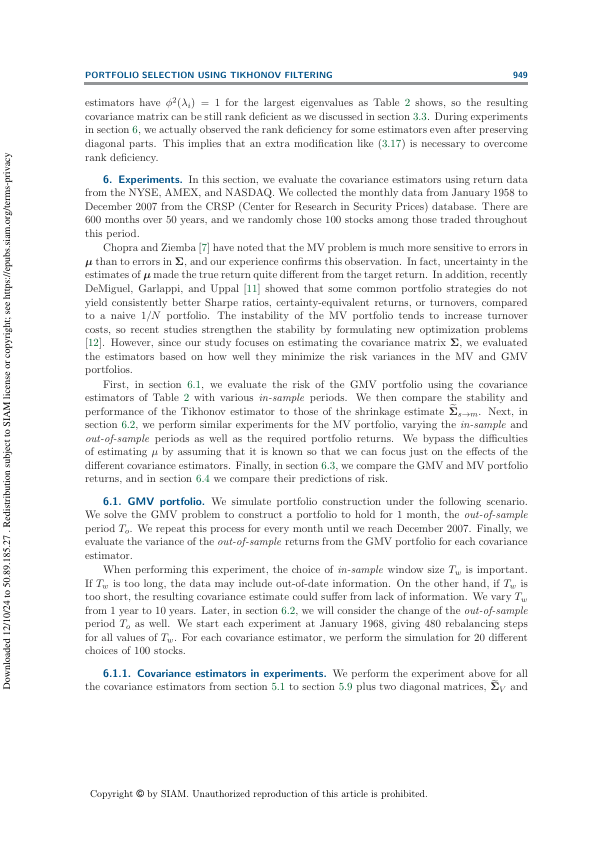 PORTFOLIO SELECTION USING TIKHONOV FILTERING 949
estimators have ϕ²(λᵢ) = 1 for the largest eigenvalues as Table 2 shows, so the resulting
covariance matrix can be still rank deficient as we discussed in section 3.3. During experiments
in section 6, we actually observed the rank deficiency for some estimators even after preserving
diagonal parts. This implies that an extra modification like (3.17) is necessary to overcome
rank deficiency.
6. Experiments. In this section, we evaluate the covariance estimators using return data
from the NYSE, AMEX, and NASDAQ. We collected the monthly data from January 1958 to
December 2007 from the CRSP (Center for Research in Security Prices) database. There are
600 months over 50 years, and we randomly chose 100 stocks among those traded throughout
this period.
Chopra and Ziemba [7] have noted that the MV problem is much more sensitive to errors in
μ than to errors in Σ, and our experience confirms this observation. In fact, uncertainty in the
estimates of μ made the true return quite different from the target return. In addition, recently
DeMiguel, Garlappi, and Uppal [11] showed that some common portfolio strategies do not
yield consistently better Sharpe ratios, certainty-equivalent returns, or turnovers, compared
to a naive 1/N portfolio. The instability of the MV portfolio tends to increase turnover
costs, so recent studies strengthen the stability by formulating new optimization problems
[12]. However, since our study focuses on estimating the covariance matrix Σ, we evaluated
the estimators based on how well they minimize the risk variances in the MV and GMV
portfolios.
First, in section 6.1, we evaluate the risk of the GMV portfolio using the covariance
estimators of Table 2 with various in-sample periods. We then compare the stability and
performance of the Tikhonov estimator to those of the shrinkage estimate Σ̃ₛ→ₘ. Next, in
section 6.2, we perform similar experiments for the MV portfolio, varying the in-sample and
out-of-sample periods as well as the required portfolio returns. We bypass the difficulties
of estimating μ by assuming that it is known so that we can focus just on the effects of the
different covariance estimators. Finally, in section 6.3, we compare the GMV and MV portfolio
returns, and in section 6.4 we compare their predictions of risk.
6.1. GMV portfolio. We simulate portfolio construction under the following scenario.
We solve the GMV problem to construct a portfolio to hold for 1 month, the out-of-sample
period T_o. We repeat this process for every month until we reach December 2007. Finally, we
evaluate the variance of the out-of-sample returns from the GMV portfolio for each covariance
estimator.
When performing this experiment, the choice of in-sample window size T_w is important.
If T_w is too long, the data may include out-of-date information. On the other hand, if T_w is
too short, the resulting covariance estimate could suffer from lack of information. We vary T_w
from 1 year to 10 years. Later, in section 6.2, we will consider the change of the out-of-sample
period T_o as well. We start each experiment at January 1968, giving 480 rebalancing steps
for all values of T_w. For each covariance estimator, we perform the simulation for 20 different
choices of 100 stocks.
6.1.1. Covariance estimators in experiments. We perform the experiment above for all
the covariance estimators from section 5.1 to section 5.9 plus two diagonal matrices, Σ̃_V and
Copyright © by SIAM. Unauthorized reproduction of this article is prohibited.
Downloaded 12/10/24 to 50.89.185.27 . Redistribution subject to SIAM license or copyright; see https://epubs.siam.org/terms-privacy